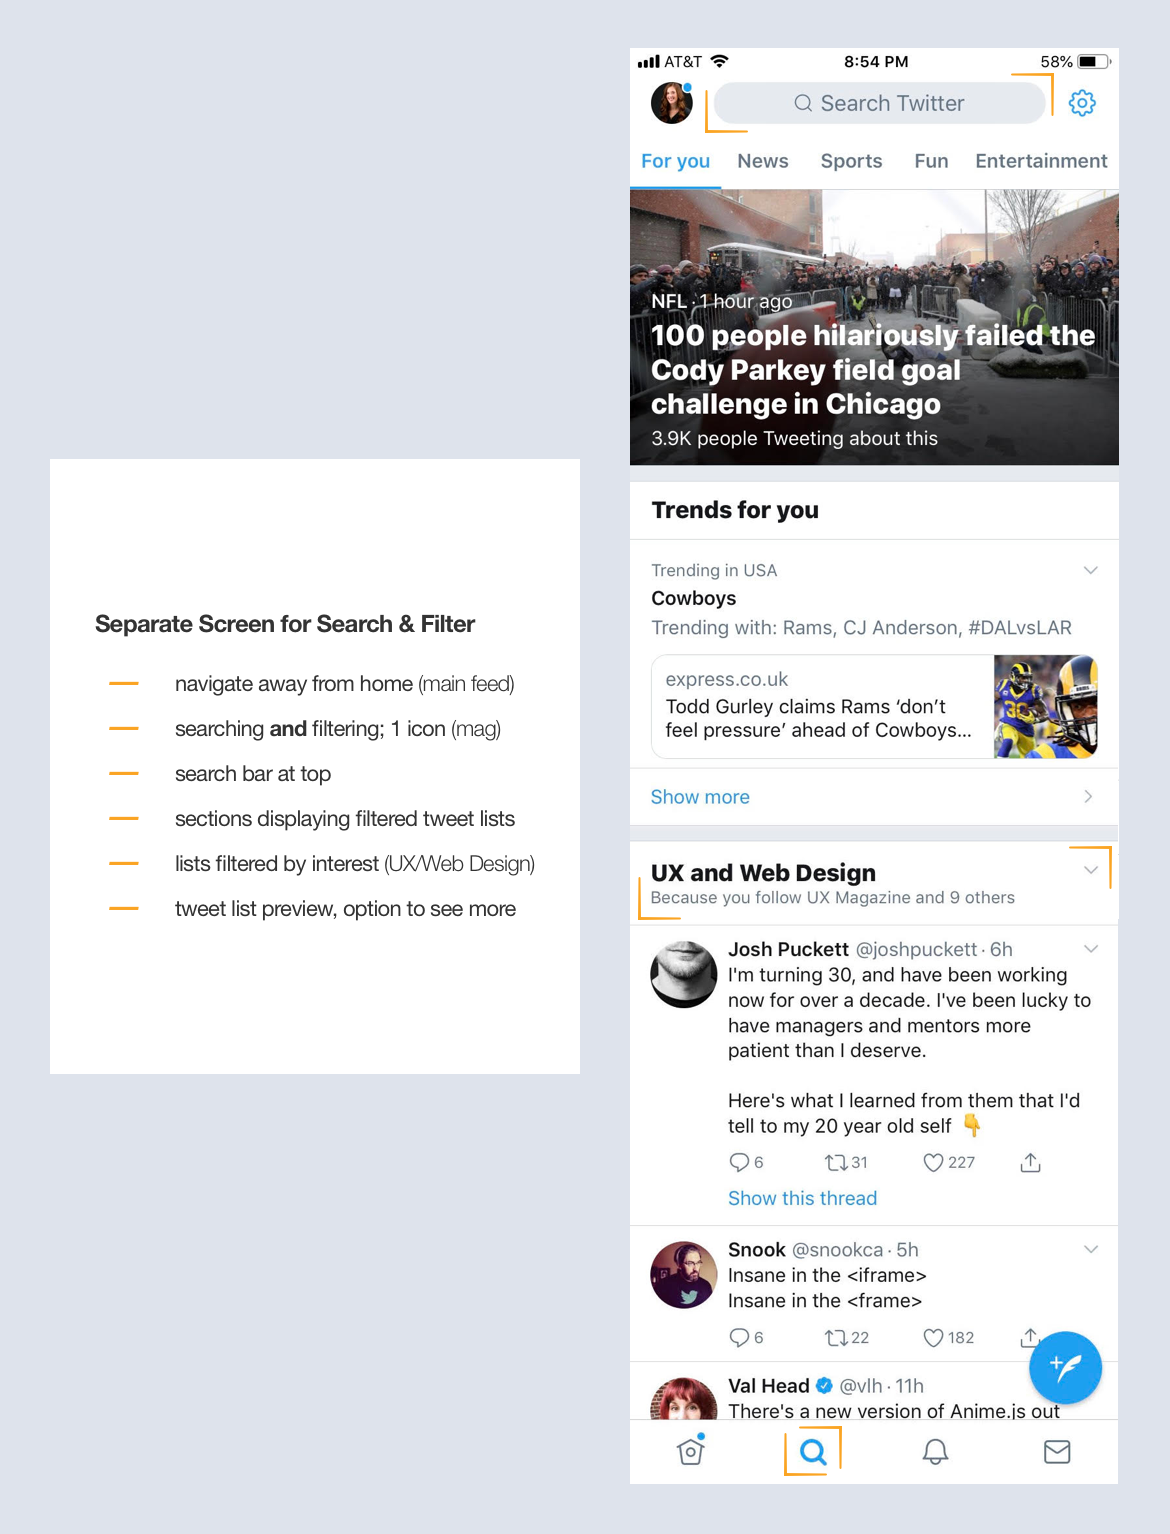 Separate Screen for Search & Filter
navigate away from home (main feed)
searching and filtering; 1 icon (mag)
search bar at top
sections displaying filtered tweet lists
lists filtered by interest (UX/Web Design)
tweet list preview, option to see more
AT&T 8:54 PM 58%
Search Twitter
For you News Sports Fun Entertainment
NFL · 1 hour ago
100 people hilariously failed the
Cody Parkey field goal
challenge in Chicago
3.9K people Tweeting about this
Trends for you
Trending in USA
Cowboys
Trending with: Rams, CJ Anderson, #DALvsLAR
express.co.uk
Todd Gurley claims Rams ‘don’t
feel pressure’ ahead of Cowboys...
30
Show more
UX and Web Design
Because you follow UX Magazine and 9 others
Josh Puckett @joshpuckett · 6h
I'm turning 30, and have been working
now for over a decade. I've been lucky to
have managers and mentors more
patient than I deserve.
Here's what I learned from them that I'd
tell to my 20 year old self 👇
6 31 227
Show this thread
Snook @snookca · 5h
Insane in the <iframe>
Insane in the <frame>
6 22 182
Val Head @vlh · 11h
There's a new version of Anime.js out